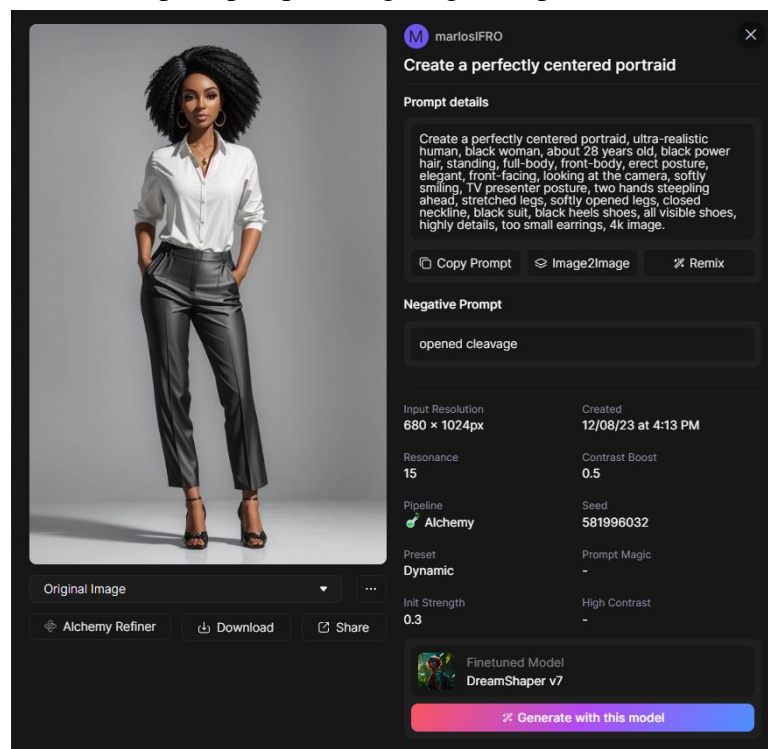 M marlosIFRO
Create a perfectly centered portraid
Prompt details
Create a perfectly centered portraid, ultra-realistic
human, black woman, about 28 years old, black power
hair, standing, full-body, front-body, erect posture,
elegant, front-facing, looking at the camera, softly
smiling, TV presenter posture, two hands steepling
ahead, stretched legs, softly opened legs, closed
neckline, black suit, black heels shoes, all visible shoes,
highly details, too small earrings, 4k image.
Copy Prompt Image2Image Remix
Negative Prompt
opened cleavage
Input Resolution Created
680 × 1024px 12/08/23 at 4:13 PM
Resonance Contrast Boost
15 0.5
Pipeline Seed
Alchemy 581996032
Preset Prompt Magic
Dynamic -
Init Strength High Contrast
0.3 -
Finetuned Model
DreamShaper v7
Generate with this model
Original Image
Alchemy Refiner Download Share